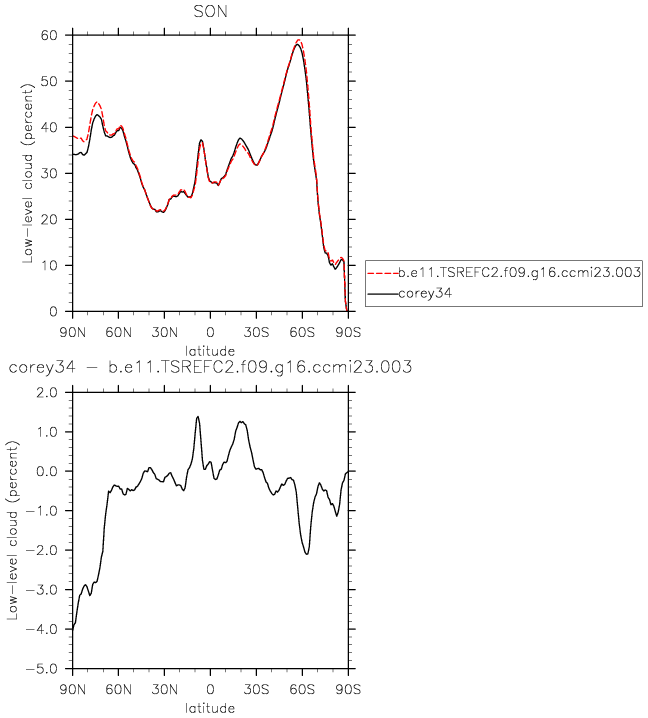 SON
60
50
40
30
20
10
0
Low-level cloud (percent)
90N 60N 30N 0 30S 60S 90S
latitude
b.e11.TSREFC2.f09.g16.ccmi23.003
corey34
corey34 - b.e11.TSREFC2.f09.g16.ccmi23.003
2.0
1.0
0.0
-1.0
-2.0
-3.0
-4.0
-5.0
Low-level cloud (percent)
90N 60N 30N 0 30S 60S 90S
latitude